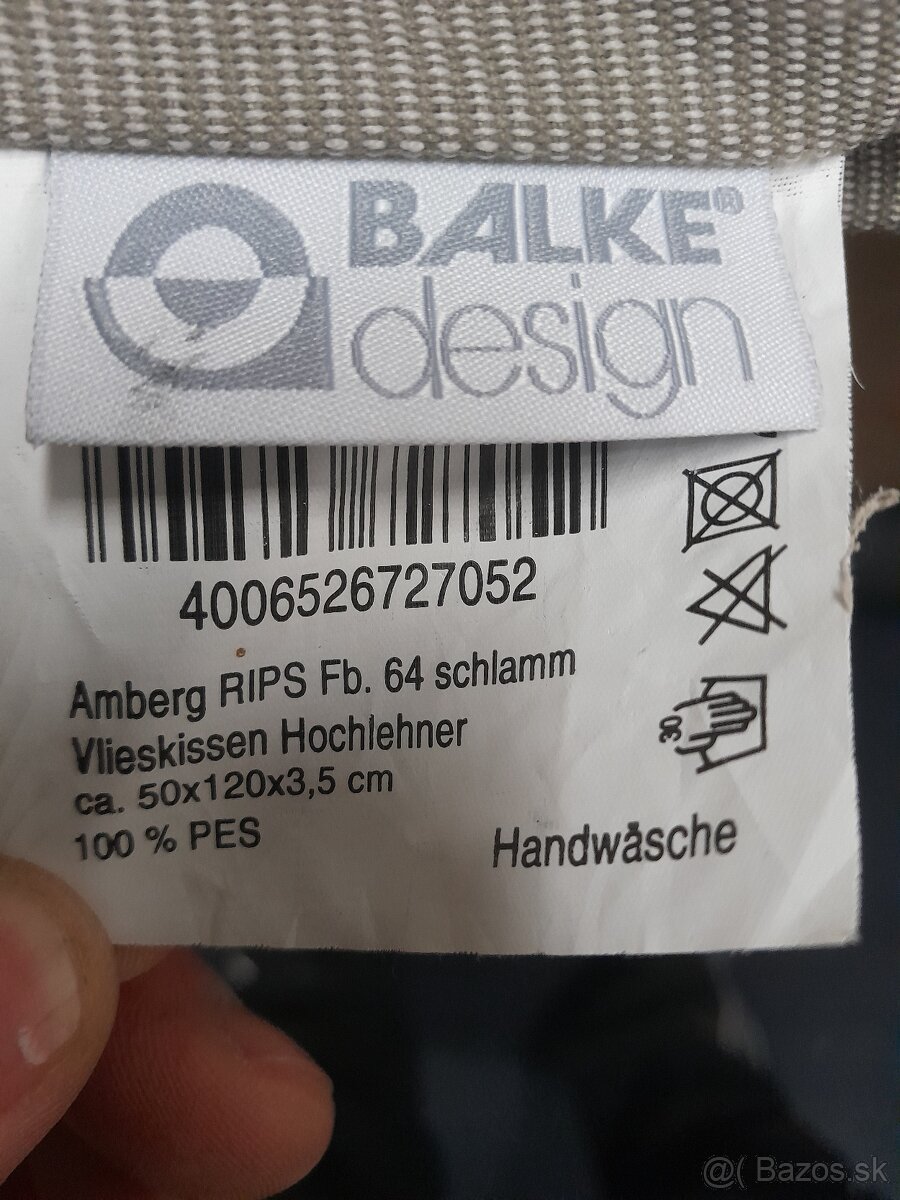 BALKE®
design
4006526727052
Amberg RIPS Fb. 64 schlamm
Vlieskissen Hochlehner
ca. 50x120x3,5 cm
100 % PES
30
Handwäsche
@( Bazos.sk